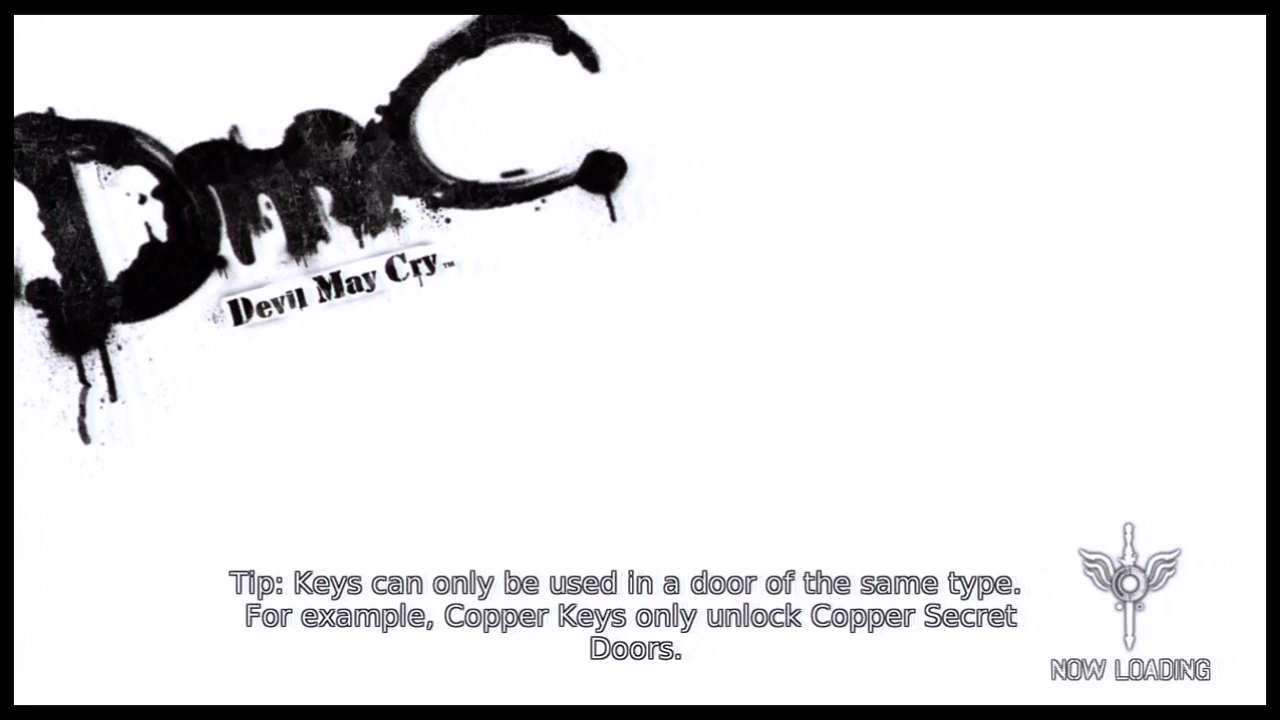 DmC
Devil May Cry™
Tip: Keys can only be used in a door of the same type.
For example, Copper Keys only unlock Copper Secret
Doors.
NOW LOADING